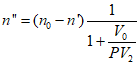 n" = (n₀ - n') 1 / (1 + V₀ / (PV₂))